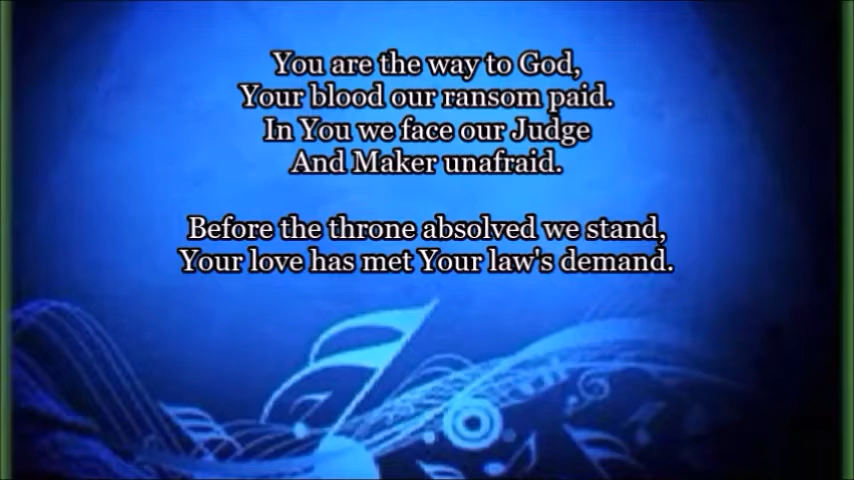 You are the way to God,
Your blood our ransom paid.
In You we face our Judge
And Maker unafraid.
Before the throne absolved we stand,
Your love has met Your law's demand.